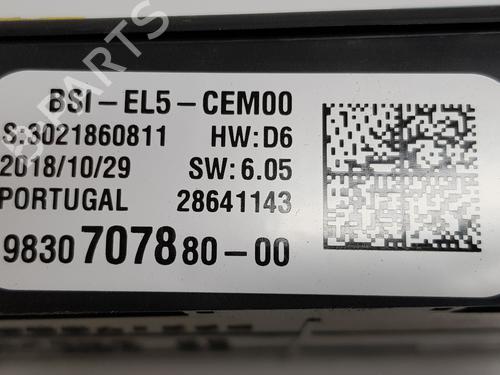 BSI-EL5-CEM00
S:3021860811 HW:D6
2018/10/29 SW:6.05
PORTUGAL 28641143
9830707880-00